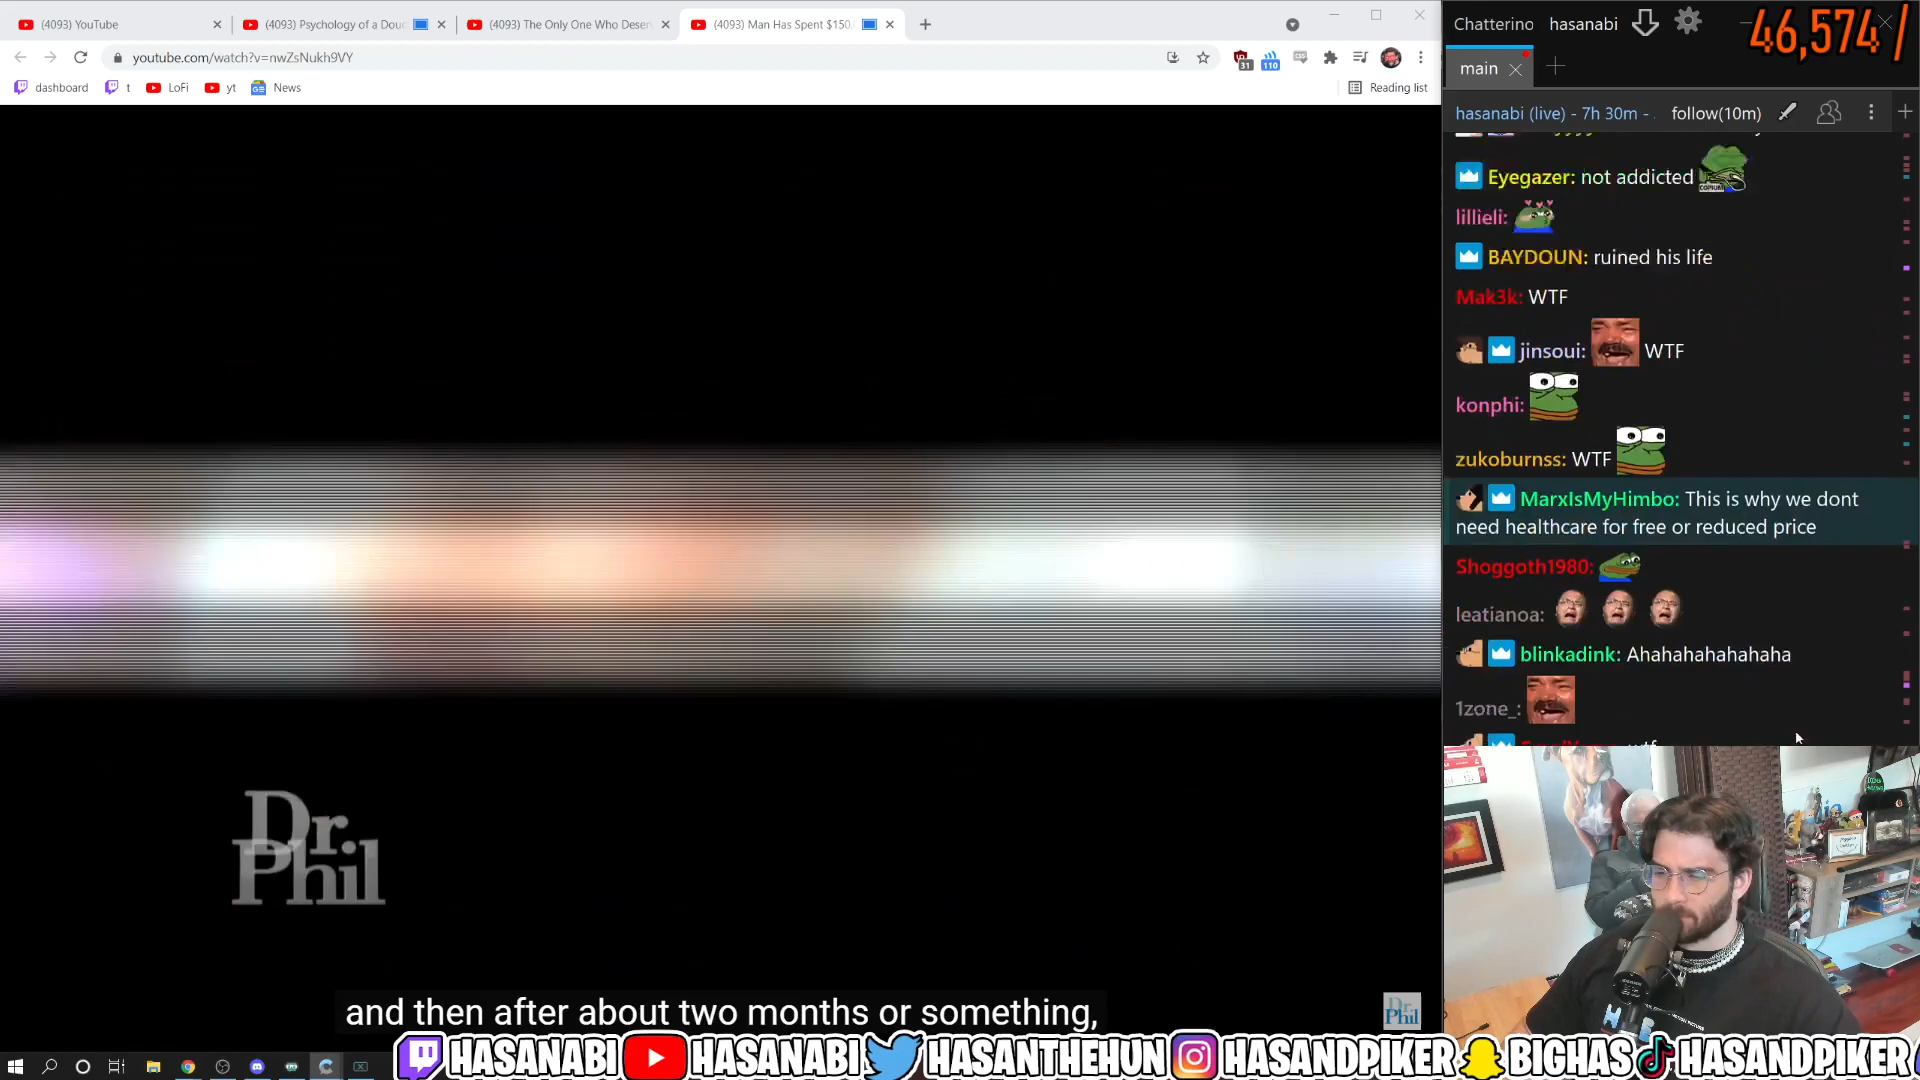 (4093) YouTube
(4093) Psychology of a Douc
(4093) The Only One Who Deser
(4093) Man Has Spent $150
youtube.com/watch?v=nwZsNukh9VY
31
110
dashboard
t
LoFi
yt
News
Reading list
Dr.
Phil
and then after about two months or something,
Dr.
Phil
Chatterino
hasanabi
46,574 /
main
hasanabi (live) - 7h 30m -
follow(10m)
Eyegazer: not addicted
lillieli:
BAYDOUN: ruined his life
Mak3k: WTF
jinsoui: WTF
konphi:
zukoburnss: WTF
MarxIsMyHimbo: This is why we dont
need healthcare for free or reduced price
Shoggoth1980:
leatianoa:
blinkadink: Ahahahahahahaha
1zone_:
HASANABI
HASANABI
HASANTHEHUN
HASANDPIKER
BIGHAS
HASANDPIKER